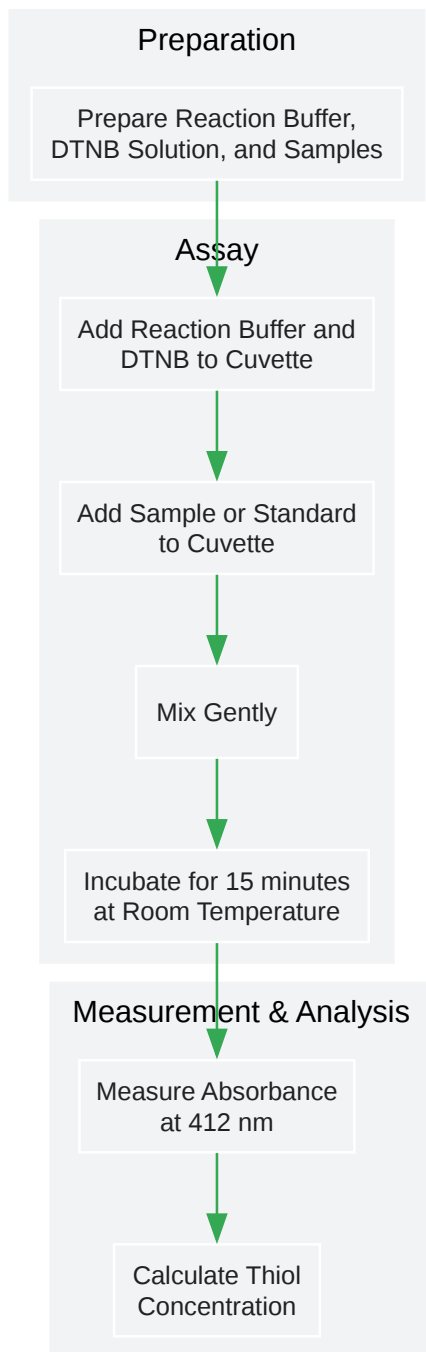 Preparation
Prepare Reaction Buffer,
DTNB Solution, and Samples
Assay
Add Reaction Buffer and
DTNB to Cuvette
Add Sample or Standard
to Cuvette
Mix Gently
Incubate for 15 minutes
at Room Temperature
Measurement & Analysis
Measure Absorbance
at 412 nm
Calculate Thiol
Concentration